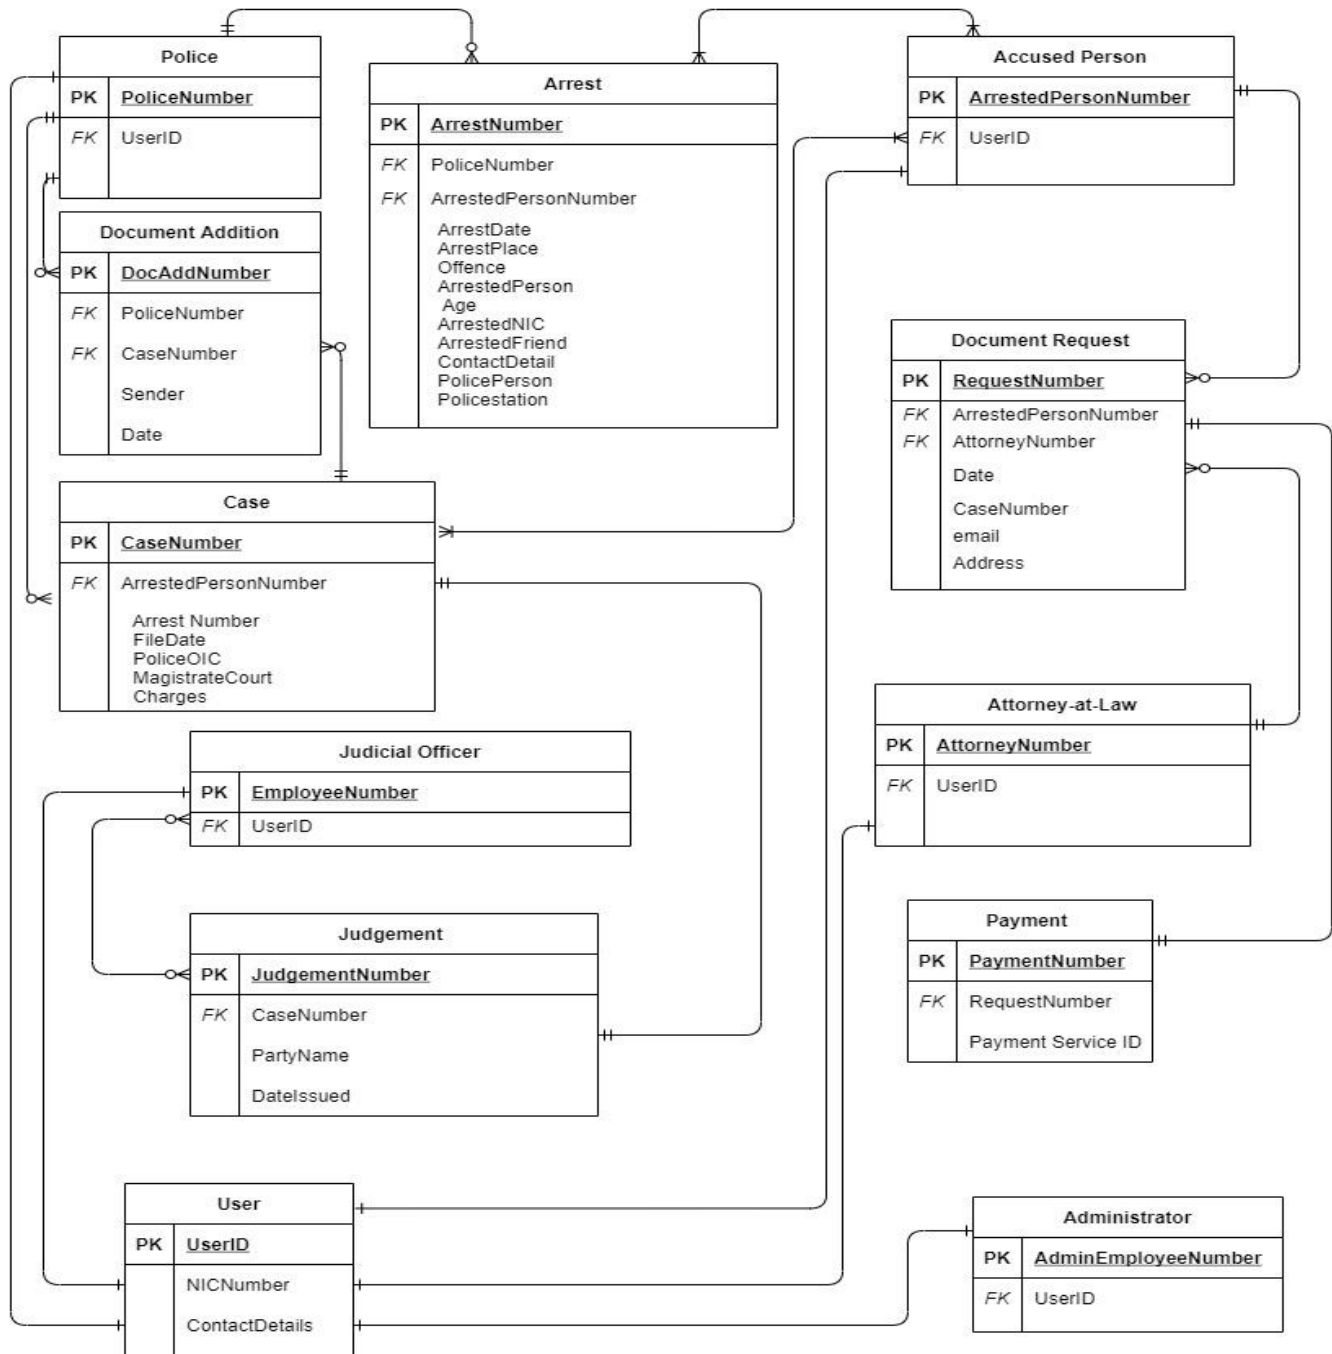 Police
PK PoliceNumber
FK UserID
Arrest
PK ArrestNumber
FK PoliceNumber
FK ArrestedPersonNumber
ArrestDate
ArrestPlace
Offence
ArrestedPerson
Age
ArrestedNIC
ArrestedFriend
ContactDetail
PolicePerson
Policestation
Accused Person
PK ArrestedPersonNumber
FK UserID
Document Addition
PK DocAddNumber
FK PoliceNumber
FK CaseNumber
Sender
Date
Document Request
PK RequestNumber
FK ArrestedPersonNumber
FK AttorneyNumber
Date
CaseNumber
email
Address
Case
PK CaseNumber
FK ArrestedPersonNumber
Arrest Number
FileDate
PoliceOIC
MagistrateCourt
Charges
Attorney-at-Law
PK AttorneyNumber
FK UserID
Judicial Officer
PK EmployeeNumber
FK UserID
Judgement
PK JudgementNumber
FK CaseNumber
PartyName
DateIssued
Payment
PK PaymentNumber
FK RequestNumber
Payment Service ID
User
PK UserID
NICNumber
ContactDetails
Administrator
PK AdminEmployeeNumber
FK UserID